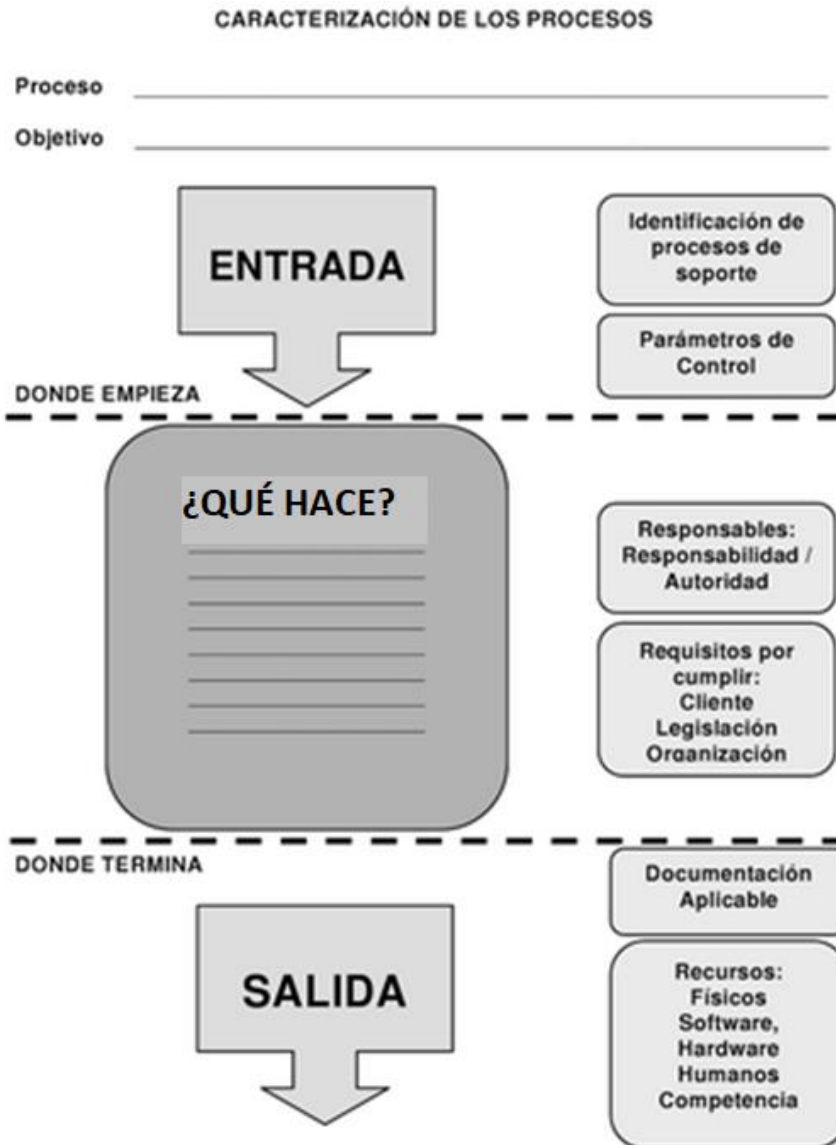 CARACTERIZACIÓN DE LOS PROCESOS
Proceso
Objetivo
ENTRADA
Identificación de
procesos de
soporte
Parámetros de
Control
DONDE EMPIEZA
¿QUÉ HACE?
Responsables:
Responsabilidad /
Autoridad
Requisitos por
cumplir:
Cliente
Legislación
Organización
DONDE TERMINA
Documentación
Aplicable
SALIDA
Recursos:
Físicos
Software,
Hardware
Humanos
Competencia